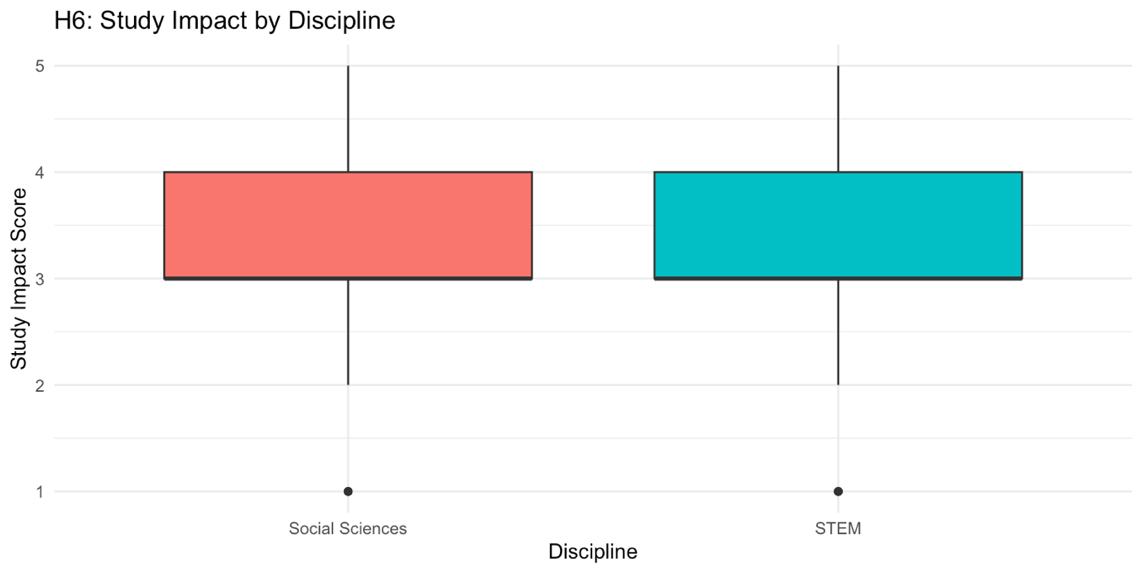 H6: Study Impact by Discipline
Study Impact Score
5
4
3
2
1
Social Sciences
STEM
Discipline